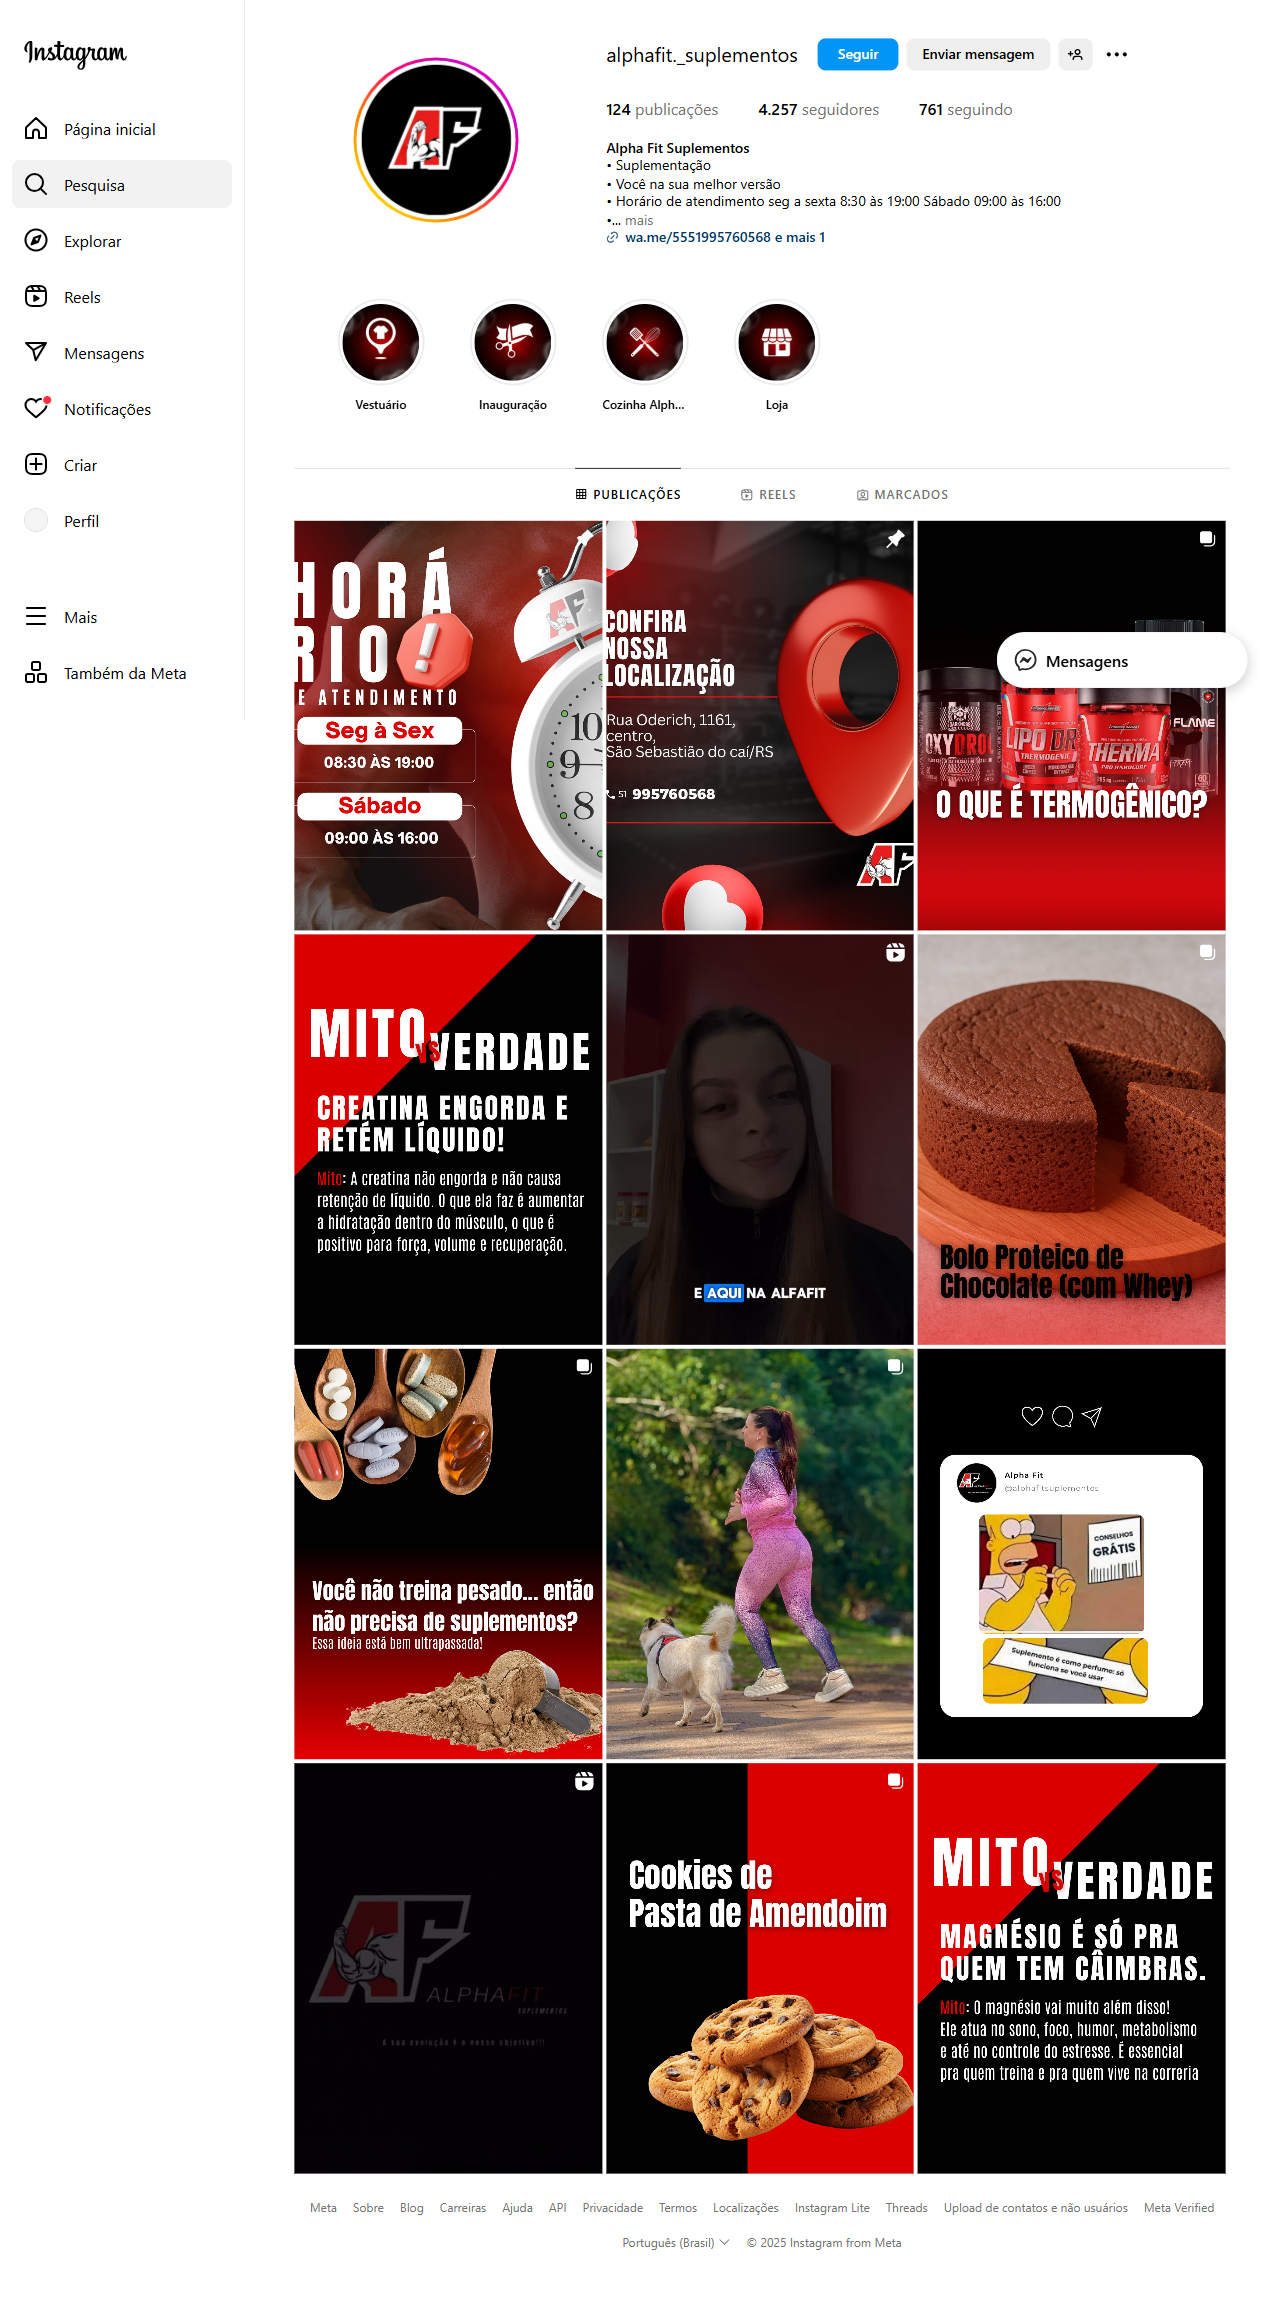 Instagram
Página inicial
Pesquisa
Explorar
Reels
Mensagens
Notificações
Criar
Perfil
Mais
Também da Meta
alphafit._suplementos
Seguir
Enviar mensagem
124 publicações
4.257 seguidores
761 seguindo
Alpha Fit Suplementos
• Suplementação
• Você na sua melhor versão
• Horário de atendimento seg a sexta 8:30 às 19:00 Sábado 09:00 às 16:00
•... mais
wa.me/5551995760568 e mais 1
Vestuário
Inauguração
Cozinha Alph...
Loja
PUBLICAÇÕES
REELS
MARCADOS
HORÁ
RIO
E ATENDIMENTO
Seg à Sex
08:30 ÀS 19:00
Sábado
09:00 ÀS 16:00
AF
10
9
8
CONFIRA
NOSSA
LOCALIZAÇÃO
Rua Oderich, 1161,
centro,
São Sebastião do caí/RS
51 995760568
AF
OXYDROL
LIPO DR
THERMOGENIC
THERMA
PRO HARDCORE
FLAME
60
O QUE É TERMOGÊNICO?
Mensagens
MITO
VS
VERDADE
CREATINA ENGORDA E
RETÉM LÍQUIDO!
Mito: A creatina não engorda e não causa
retenção de líquido. O que ela faz é aumentar
a hidratação dentro do músculo, o que é
positivo para força, volume e recuperação.
E AQUI NA ALFAFIT
Bolo Proteico de
Chocolate (com Whey)
Você não treina pesado... então
não precisa de suplementos?
Essa ideia está bem ultrapassada!
Alpha Fit
@alphafitsuplementos
CONSELHOS
GRÁTIS
Suplemento é como perfume: só
funciona se você usar
AF
ALPHAFIT
SUPLEMENTOS
A sua evolução é o nosso objetivo!!!
Cookies de
Pasta de Amendoim
MITO
VS
VERDADE
MAGNÉSIO É SÓ PRA
QUEM TEM CÂIMBRAS.
Mito: O magnésio vai muito além disso!
Ele atua no sono, foco, humor, metabolismo
e até no controle do estresse. É essencial
pra quem treina e pra quem vive na correria
Meta
Sobre
Blog
Carreiras
Ajuda
API
Privacidade
Termos
Localizações
Instagram Lite
Threads
Upload de contatos e não usuários
Meta Verified
Português (Brasil)
© 2025 Instagram from Meta